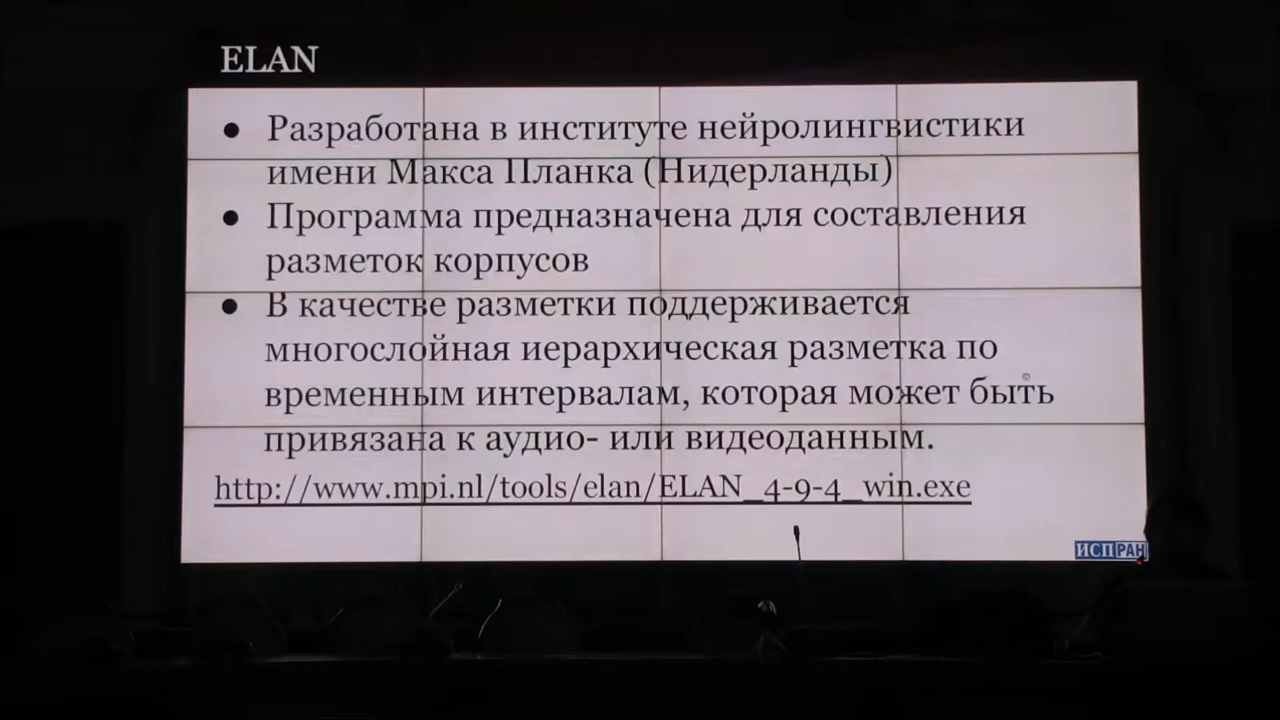 ELAN
● Разработана в институте нейролингвистики
имени Макса Планка (Нидерланды)
● Программа предназначена для составления
разметок корпусов
● В качестве разметки поддерживается
многослойная иерархическая разметка по
временным интервалам, которая может быть
привязана к аудио- или видеоданным.
http://www.mpi.nl/tools/elan/ELAN_4-9-4_win.exe
ИСПРАН